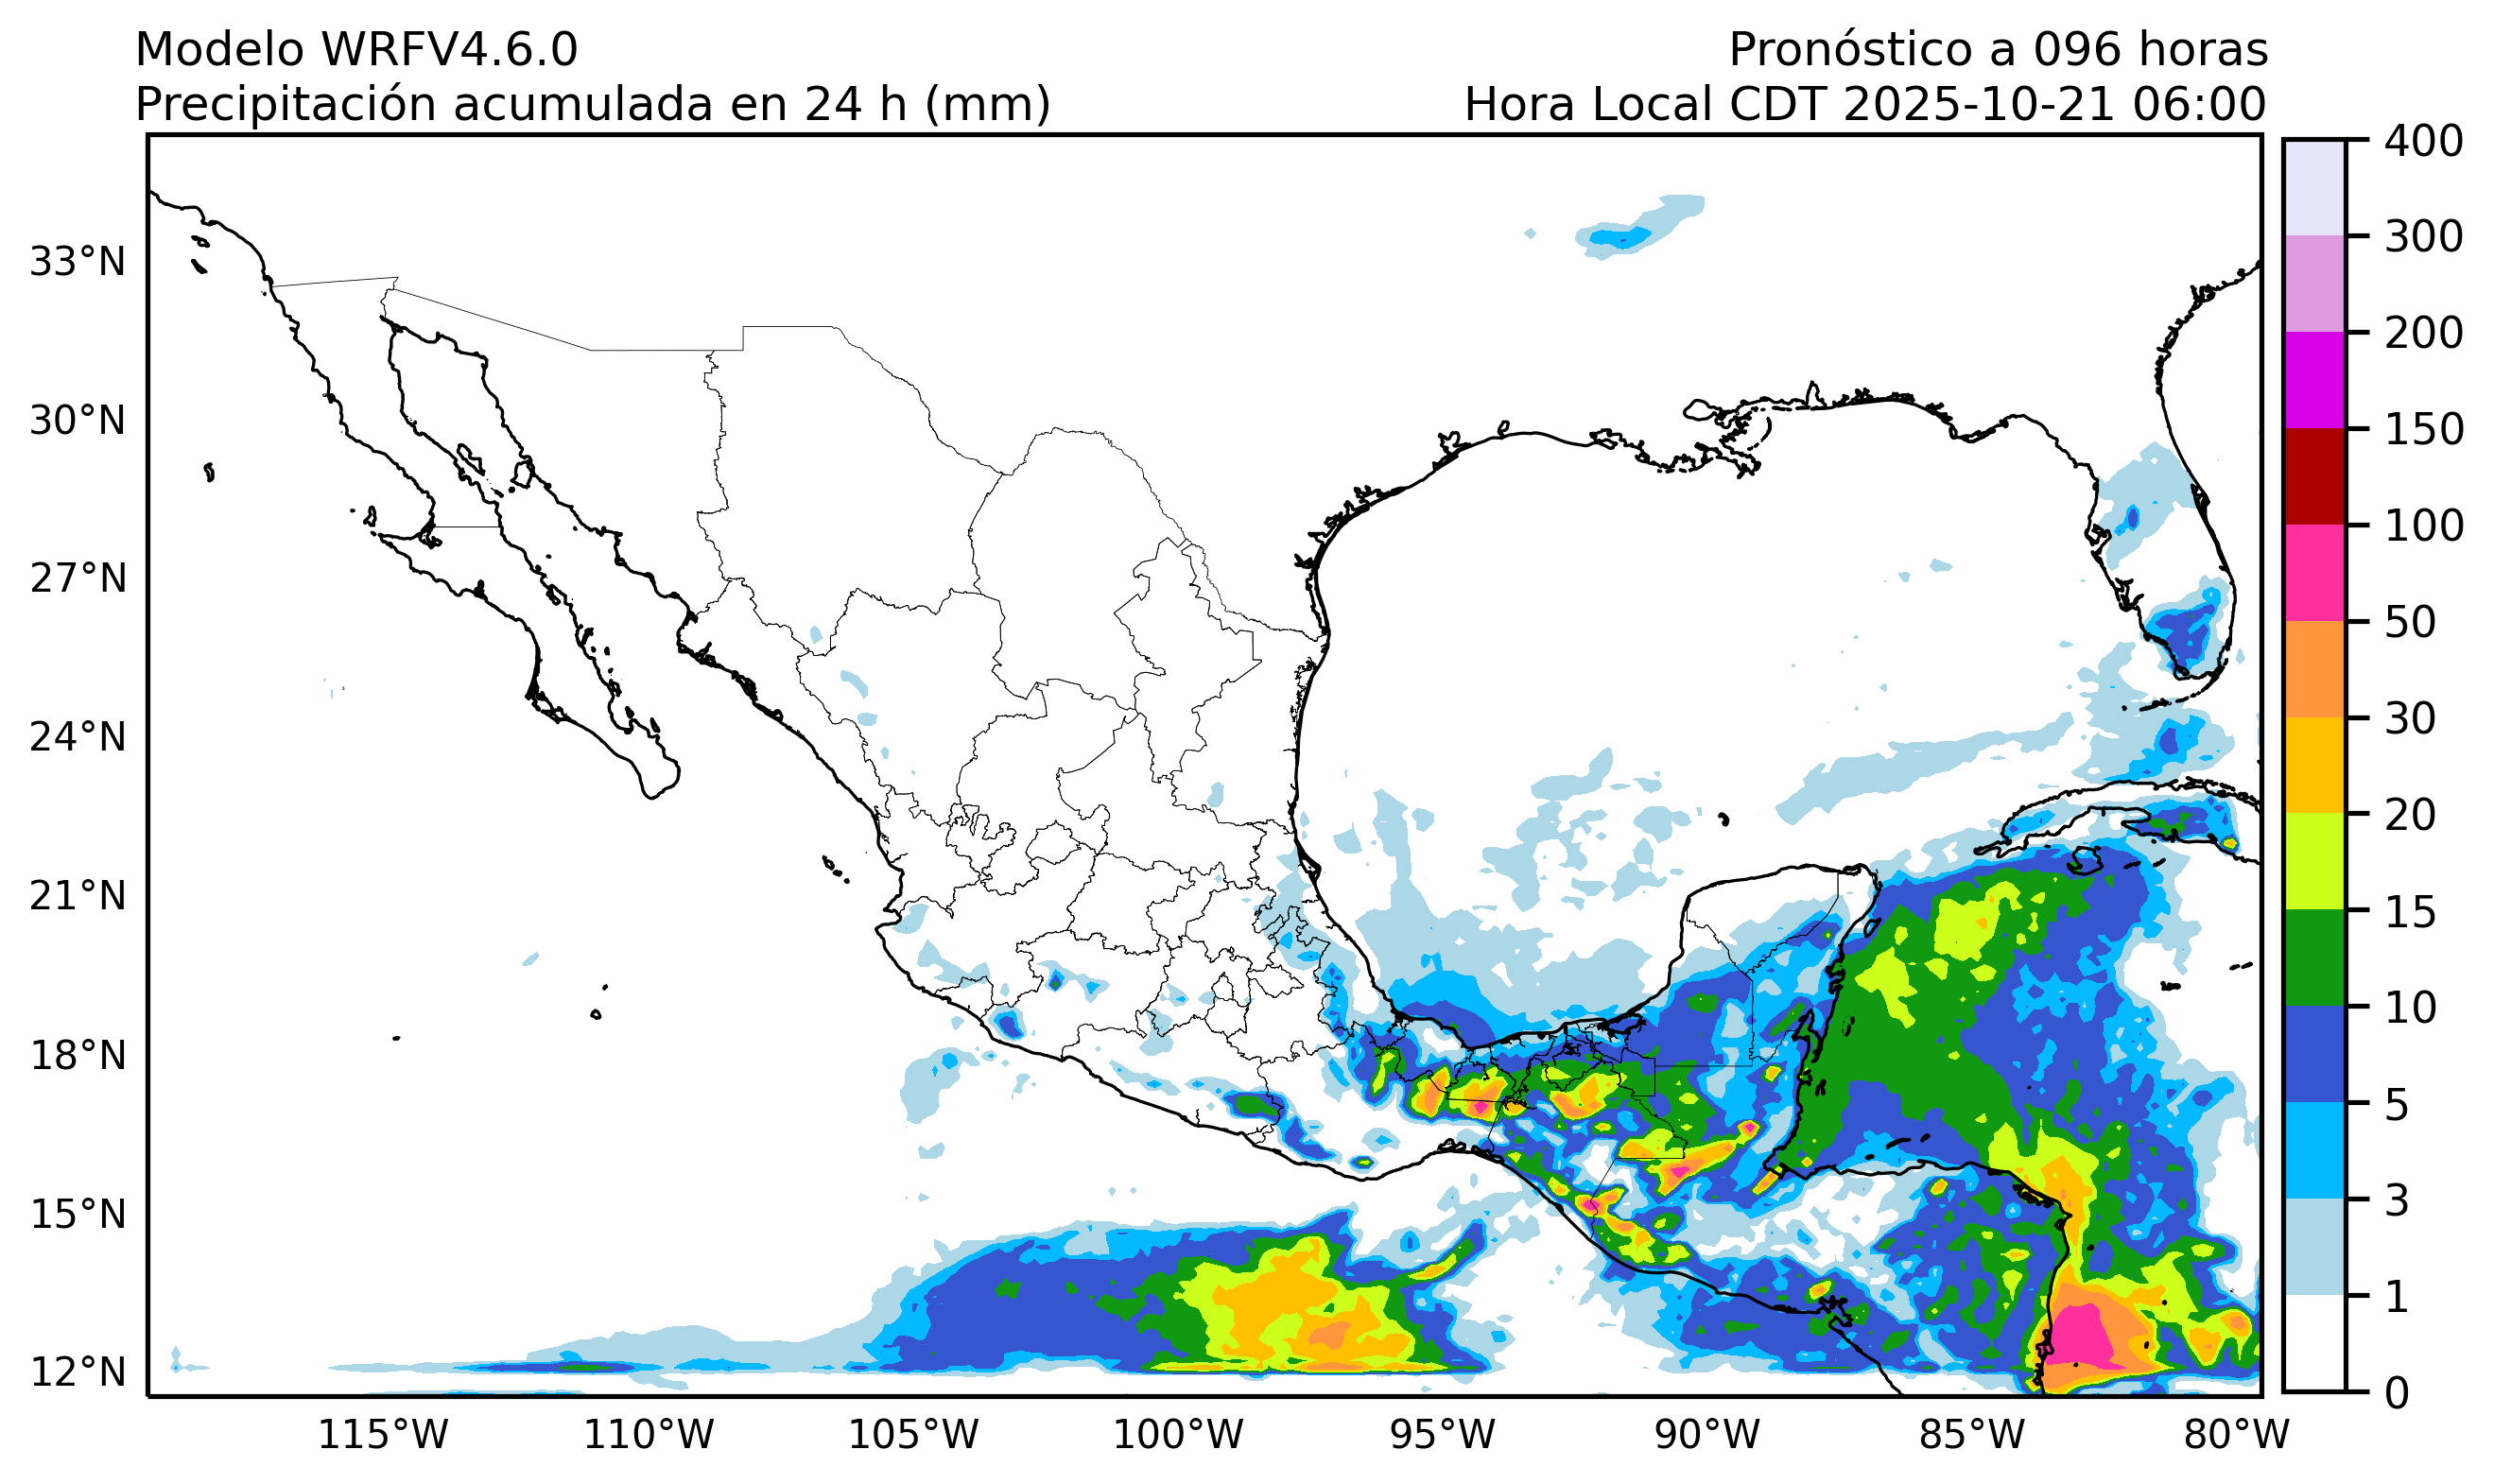 Modelo WRFV4.6.0
Pronóstico a 096 horas
Precipitación acumulada en 24 h (mm)
Hora Local CDT 2025-10-21 06:00
400
300
200
150
100
50
30
20
15
10
5
3
1
0
33°N
30°N
27°N
24°N
21°N
18°N
15°N
12°N
115°W
110°W
105°W
100°W
95°W
90°W
85°W
80°W